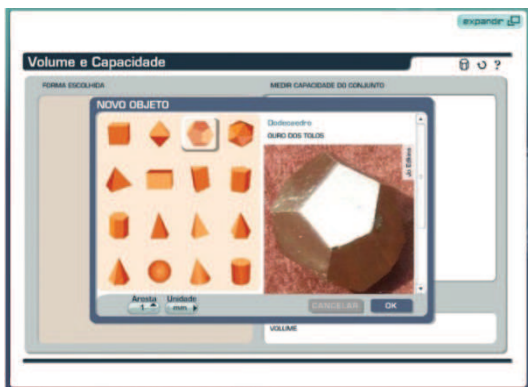 expandir
Volume e Capacidade
?
FORMA ESCOLHIDA
MEDIR CAPACIDADE DO CONJUNTO
NOVO OBJETO
Dodecaedro
OURO DOS TOLOS
Aresta
Unidade
1
mm
CANCELAR
OK
VOLUME